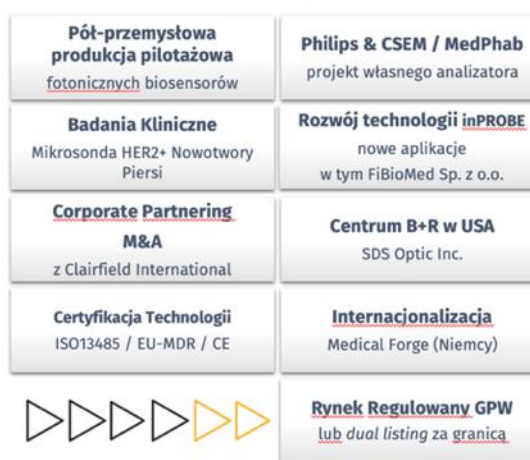 Pół-przemysłowa
produkcja pilotażowa
fotonicznych biosensorów
Philips & CSEM / MedPhab
projekt własnego analizatora
Badania Kliniczne
Mikrosonda HER2+ Nowotwory
Piersi
Rozwój technologii inPROBE
nowe aplikacje
w tym FiBioMed Sp. z o.o.
Corporate Partnering
M&A
z Clairfield International
Centrum B+R w USA
SDS Optic Inc.
Certyfikacja Technologii
ISO13485 / EU-MDR / CE
Internacjonalizacja
Medical Forge (Niemcy)
Rynek Regulowany GPW
lub dual listing za granicą